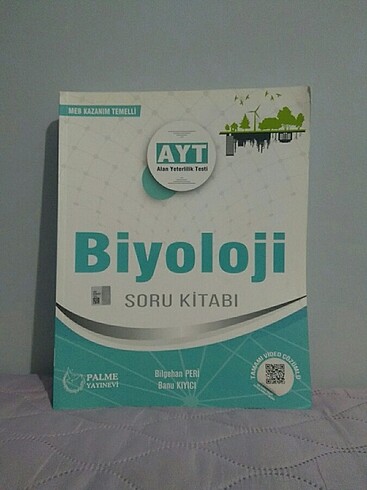 MEB KAZANIM TEMELLİ
AYT
Alan Yeterlilik Testi
Biyoloji
SORU KİTABI
Bilgehan PERİ
Banu KIYICI
PALME
YAYINEVİ
TAMAMI VİDEO ÇÖZÜMLÜ